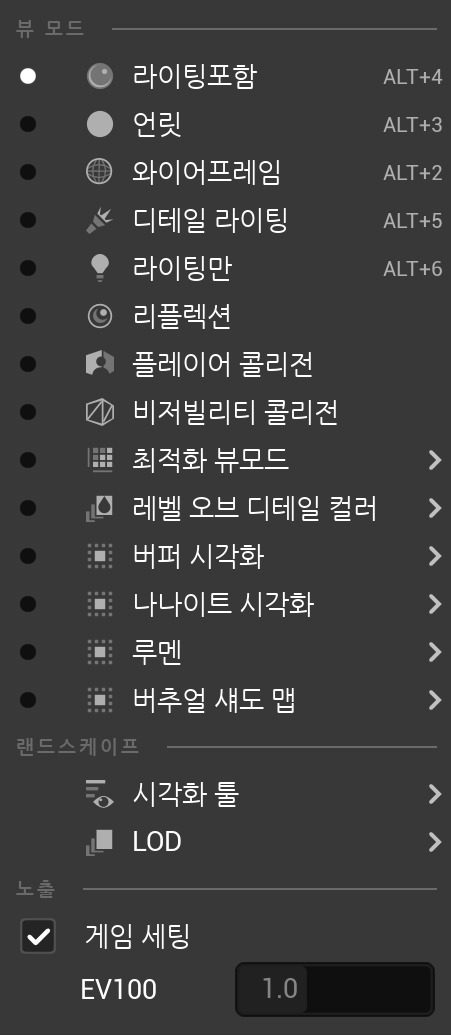 뷰 모드
라이팅포함 ALT+4
언릿 ALT+3
와이어프레임 ALT+2
디테일 라이팅 ALT+5
라이팅만 ALT+6
리플렉션
플레이어 콜리전
비저빌리티 콜리전
최적화 뷰모드
레벨 오브 디테일 컬러
버퍼 시각화
나나이트 시각화
루멘
버추얼 섀도 맵
랜드스케이프
시각화 툴
LOD
노출
게임 세팅
EV100 1.0